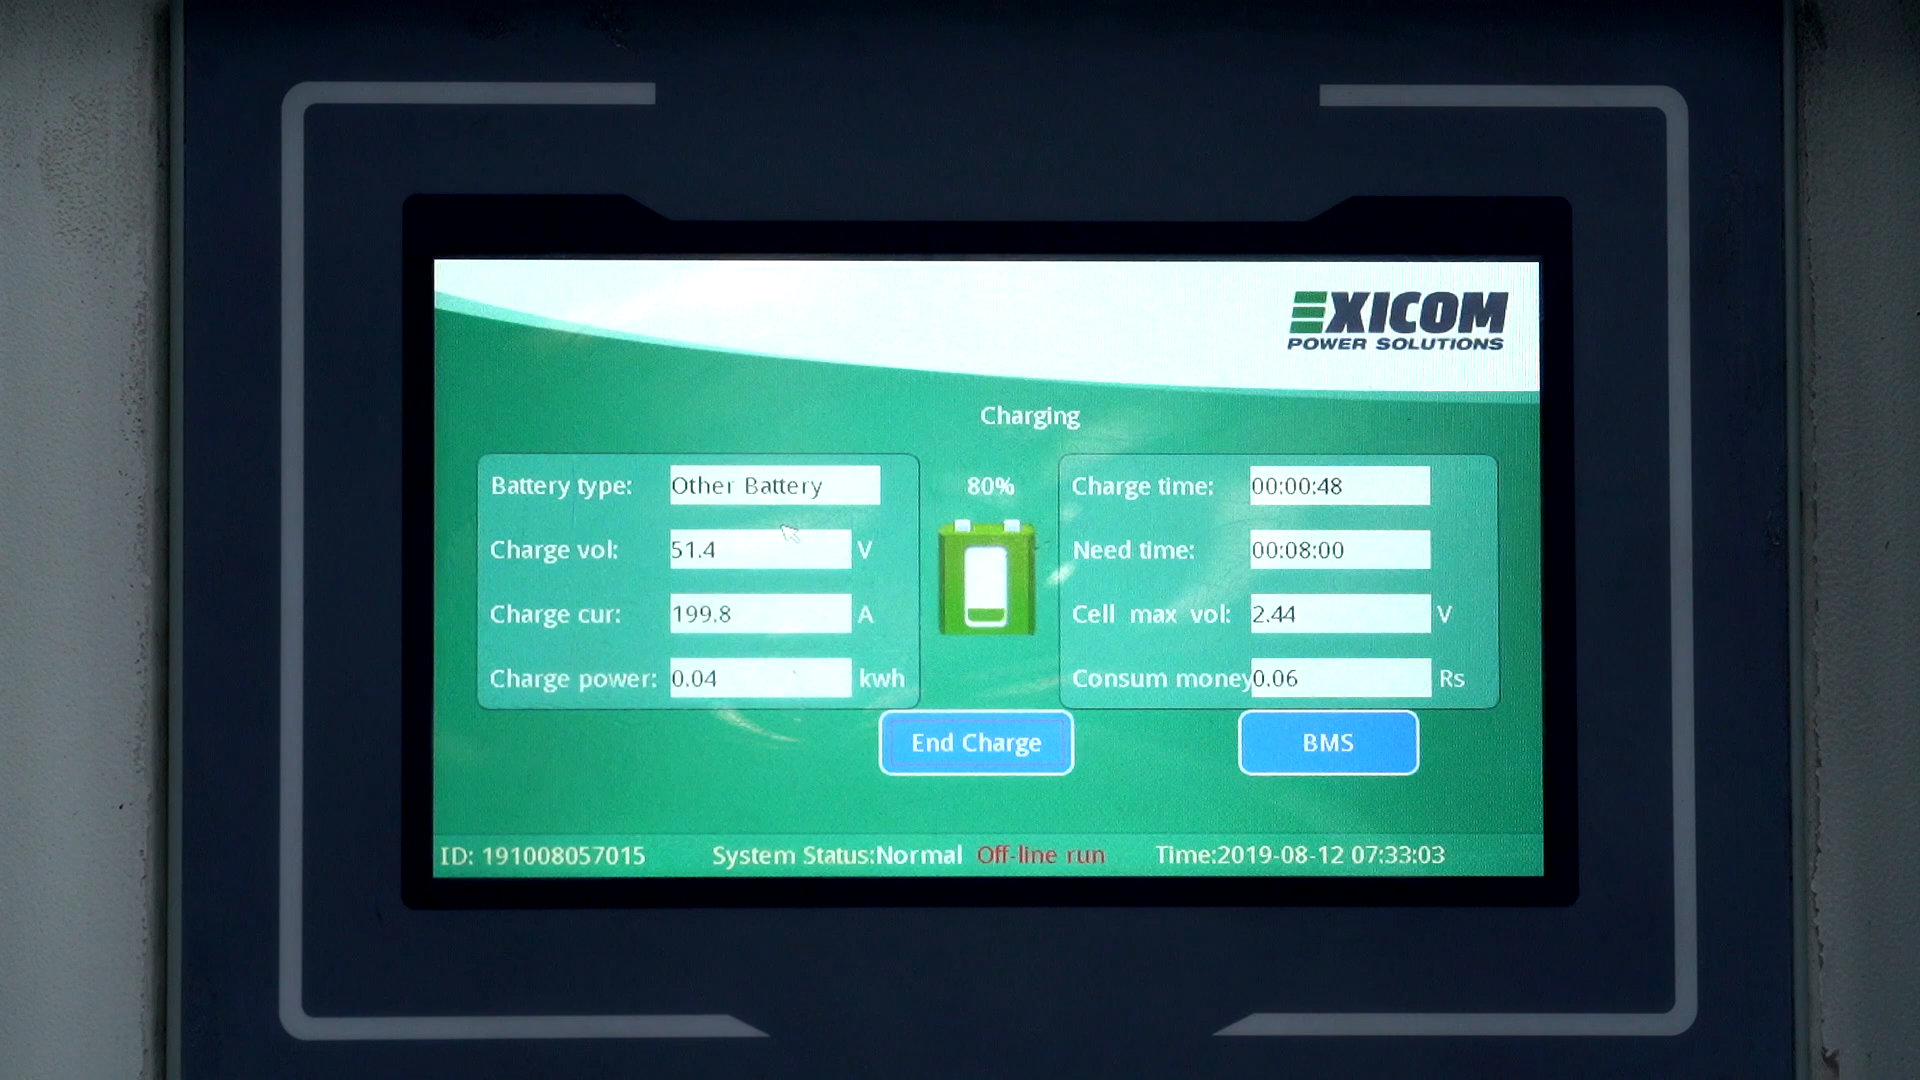 EXICOM
POWER SOLUTIONS
Charging
Battery type: Other Battery
Charge vol: 51.4 V
Charge cur: 199.8 A
Charge power: 0.04 kwh
80%
Charge time: 00:00:48
Need time: 00:08:00
Cell max vol: 2.44 V
Consum money 0.06 Rs
End Charge
BMS
ID: 191008057015 System Status:Normal Off-line run Time:2019-08-12 07:33:03